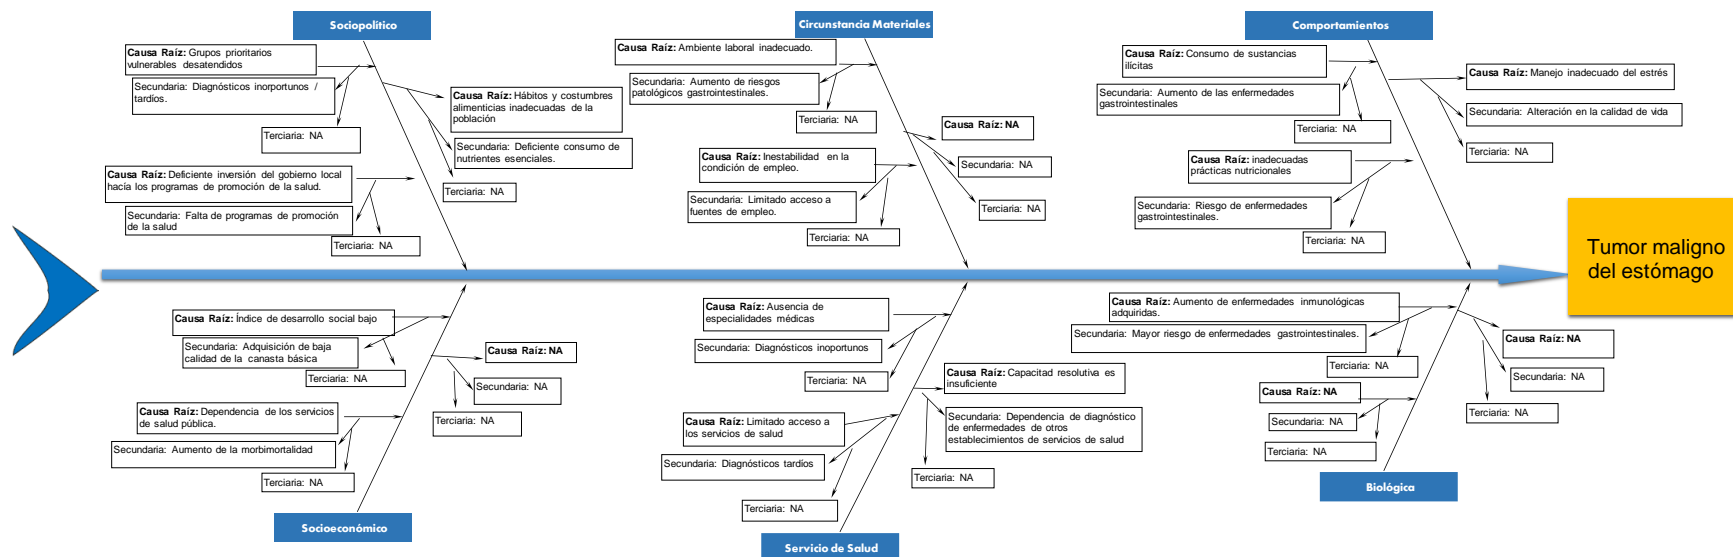 Sociopolítico
Causa Raíz: Grupos prioritarios
vulnerables desatendidos
Secundaria: Diagnósticos inorportunos /
tardíos.
Terciaria: NA
Causa Raíz: Hábitos y costumbres
alimenticias inadecuadas de la
población
Secundaria: Deficiente consumo de
nutrientes esenciales.
Terciaria: NA
Causa Raíz: Deficiente inversión del gobierno local
hacía los programas de promoción de la salud.
Secundaria: Falta de programas de promoción
de la salud
Terciaria: NA
Circunstancia Materiales
Causa Raíz: Ambiente laboral inadecuado.
Secundaria: Aumento de riesgos
patológicos gastrointestinales.
Terciaria: NA
Causa Raíz: NA
Secundaria: NA
Terciaria: NA
Causa Raíz: Inestabilidad en la
condición de empleo.
Secundaria: Limitado acceso a
fuentes de empleo.
Terciaria: NA
Comportamientos
Causa Raíz: Consumo de sustancias
ilícitas
Secundaria: Aumento de las enfermedades
gastrointestinales
Terciaria: NA
Causa Raíz: Manejo inadecuado del estrés
Secundaria: Alteración en la calidad de vida
Terciaria: NA
Causa Raíz: inadecuadas
prácticas nutricionales
Secundaria: Riesgo de enfermedades
gastrointestinales.
Terciaria: NA
Tumor maligno
del estómago
Causa Raíz: Índice de desarrollo social bajo
Secundaria: Adquisición de baja
calidad de la canasta básica
Terciaria: NA
Causa Raíz: NA
Secundaria: NA
Terciaria: NA
Causa Raíz: Dependencia de los servicios
de salud pública.
Secundaria: Aumento de la morbimortalidad
Terciaria: NA
Socioeconómico
Causa Raíz: Ausencia de
especialidades médicas
Secundaria: Diagnósticos inoportunos
Terciaria: NA
Causa Raíz: Capacitad resolutiva es
insuficiente
Secundaria: Dependencia de diagnóstico
de enfermedades de otros
establecimientos de servicios de salud
Terciaria: NA
Causa Raíz: Limitado acceso a
los servicios de salud
Secundaria: Diagnósticos tardíos
Terciaria: NA
Servicio de Salud
Causa Raíz: Aumento de enfermedades inmunológicas
adquiridas.
Secundaria: Mayor riesgo de enfermedades gastrointestinales.
Terciaria: NA
Causa Raíz: NA
Secundaria: NA
Terciaria: NA
Causa Raíz: NA
Secundaria: NA
Terciaria: NA
Biológica